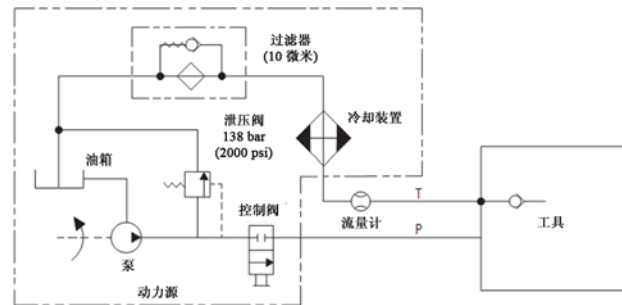 过滤器
(10 微米)
泄压阀
138 bar
(2000 psi)
冷却装置
油箱
控制阀
流量计
T
P
工具
泵
动力源